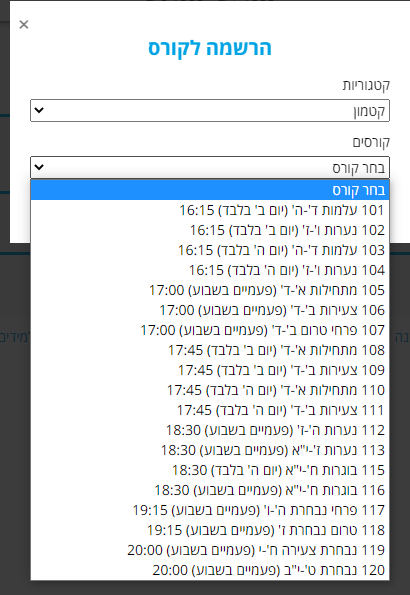 ×
הרשמה לקורס
קטגוריות
קטמון
קורסים
בחר קורס
בחר קורס
101 עלמות ד'-ה' (יום ב' בלבד) 16:15
102 נערות ו'-ז' (יום ב' בלבד) 16:15
103 עלמות ד'-ה' (יום ה' בלבד) 16:15
104 נערות ו'-ז' (יום ה' בלבד) 16:15
105 מתחילות א'-ד' (פעמיים בשבוע) 17:00
106 צעירות ב'-ד' (פעמיים בשבוע) 17:00
107 פרחי טרום ב'-ד' (פעמיים בשבוע) 17:00
108 מתחילות א'-ד' (יום ב' בלבד) 17:45
109 צעירות ב'-ד' (יום ב' בלבד) 17:45
110 מתחילות א'-ד' (יום ה' בלבד) 17:45
111 צעירות ב'-ד' (יום ה' בלבד) 17:45
112 נערות ה'-ז' (פעמיים בשבוע) 18:30
113 נערות ז'-י"א (פעמיים בשבוע) 18:30
115 בוגרות ח'-י"א (יום ה' בלבד) 18:30
116 בוגרות ח'-י"א (פעמיים בשבוע) 18:30
117 פרחי נבחרת ה'-ו' (פעמיים בשבוע) 19:15
118 טרום נבחרת ז' (פעמיים בשבוע) 19:15
119 נבחרת צעירה ח'-י (פעמיים בשבוע) 20:00
120 נבחרת ט'-י"ב (פעמיים בשבוע) 20:00